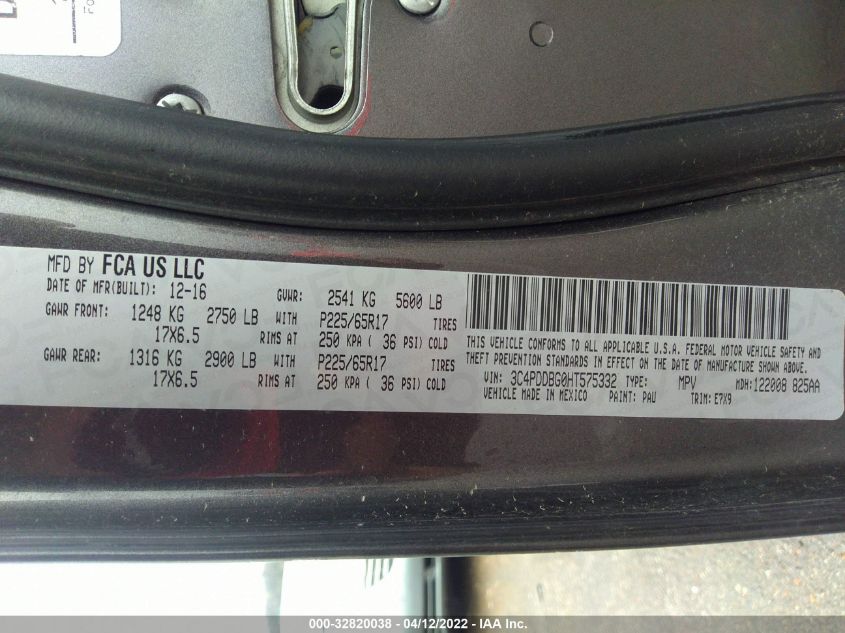 MFD BY FCA US LLC
DATE OF MFR(BUILT): 12-16 GVWR: 2541 KG 5600 LB
GAWR FRONT: 1248 KG 2750 LB WITH P225/65R17 TIRES
17X6.5 RIMS AT 250 KPA ( 36 PSI) COLD
GAWR REAR: 1316 KG 2900 LB WITH P225/65R17 TIRES
17X6.5 RIMS AT 250 KPA ( 36 PSI) COLD
THIS VEHICLE CONFORMS TO ALL APPLICABLE U.S.A. FEDERAL MOTOR VEHICLE SAFETY AND
THEFT PREVENTION STANDARDS IN EFFECT ON THE DATE OF MANUFACTURE SHOWN ABOVE.
VIN: 3C4PDDBG0HT575332 TYPE: MPV MDH:122008 825AA
VEHICLE MADE IN MEXICO PAINT: PAU TRIM: E7X9
000-32820038 - 04/12/2022 - IAA Inc.